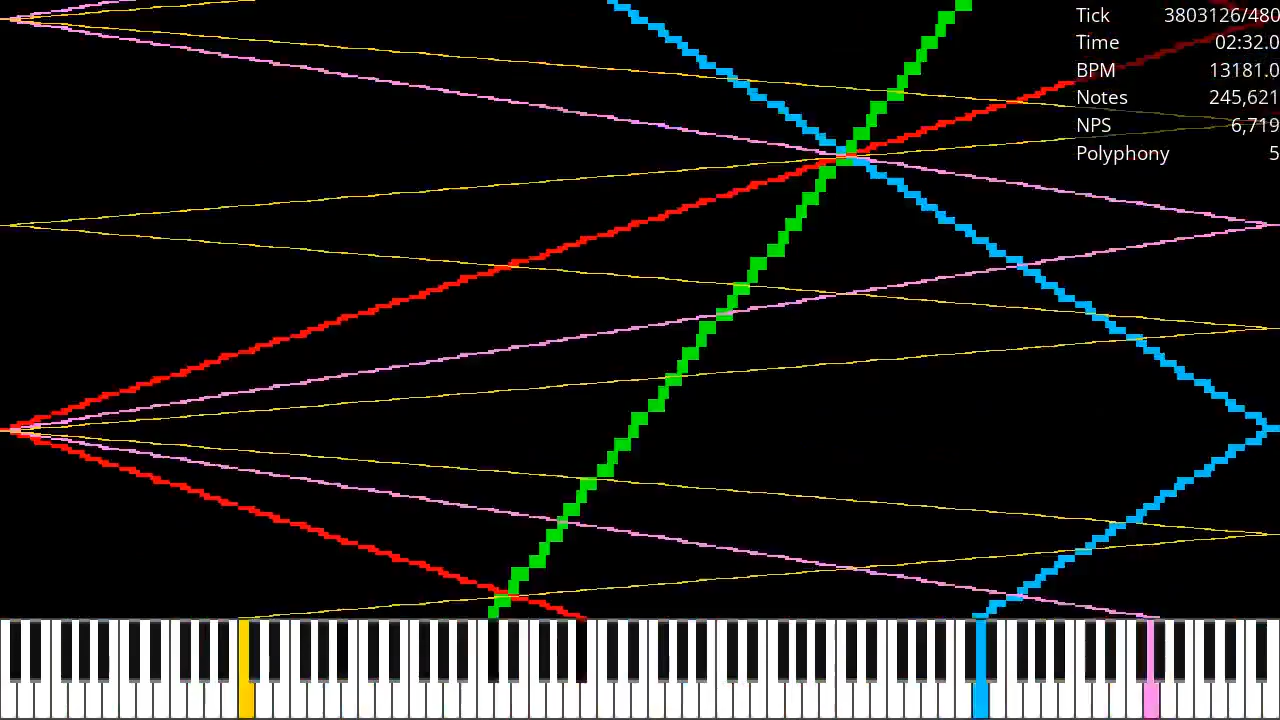 Tick 3803126/480
Time 02:32.0
BPM 13181.0
Notes 245,621
NPS 6,719
Polyphony 5